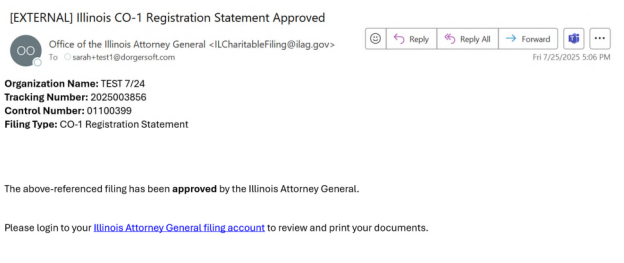 [EXTERNAL] Illinois CO-1 Registration Statement Approved
OO
Office of the Illinois Attorney General <ILCharitableFiling@ilag.gov>
To sarah+test1@dorgersoft.com
Reply
Reply All
Forward
Fri 7/25/2025 5:06 PM
Organization Name: TEST 7/24
Tracking Number: 2025003856
Control Number: 01100399
Filing Type: CO-1 Registration Statement
The above-referenced filing has been approved by the Illinois Attorney General.
Please login to your Illinois Attorney General filing account to review and print your documents.